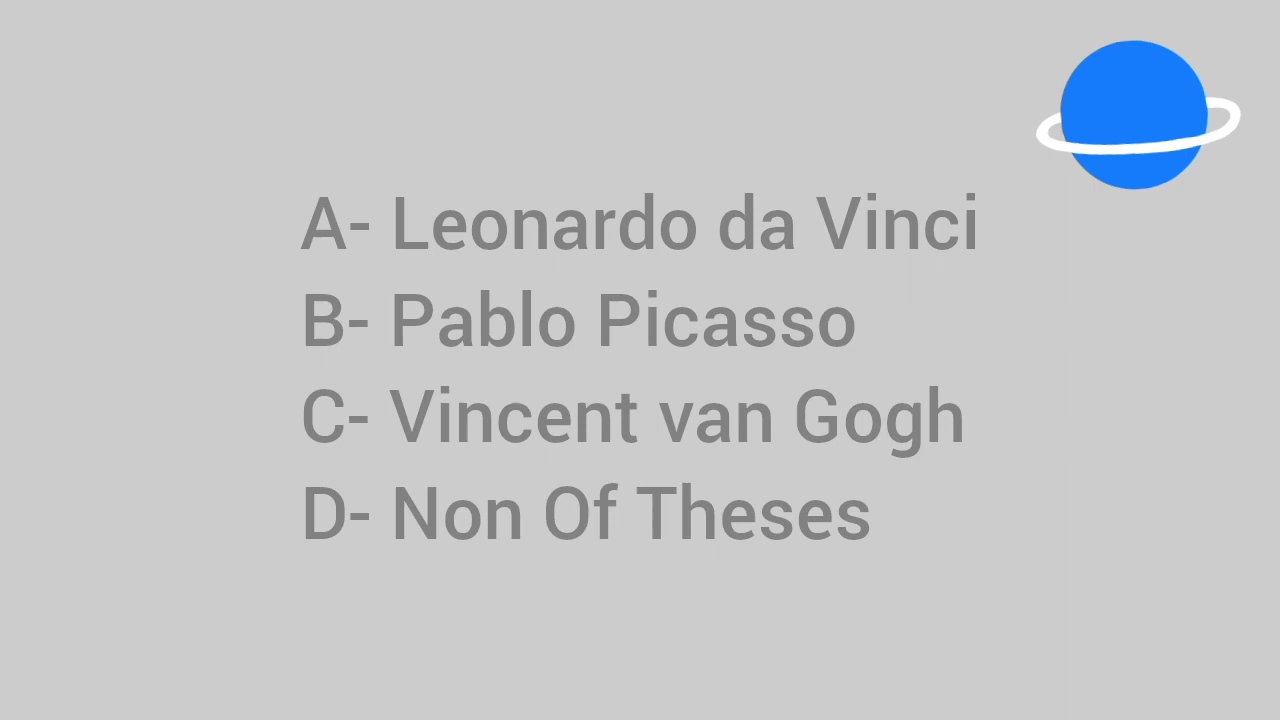 A- Leonardo da Vinci
B- Pablo Picasso
C- Vincent van Gogh
D- Non Of Theses